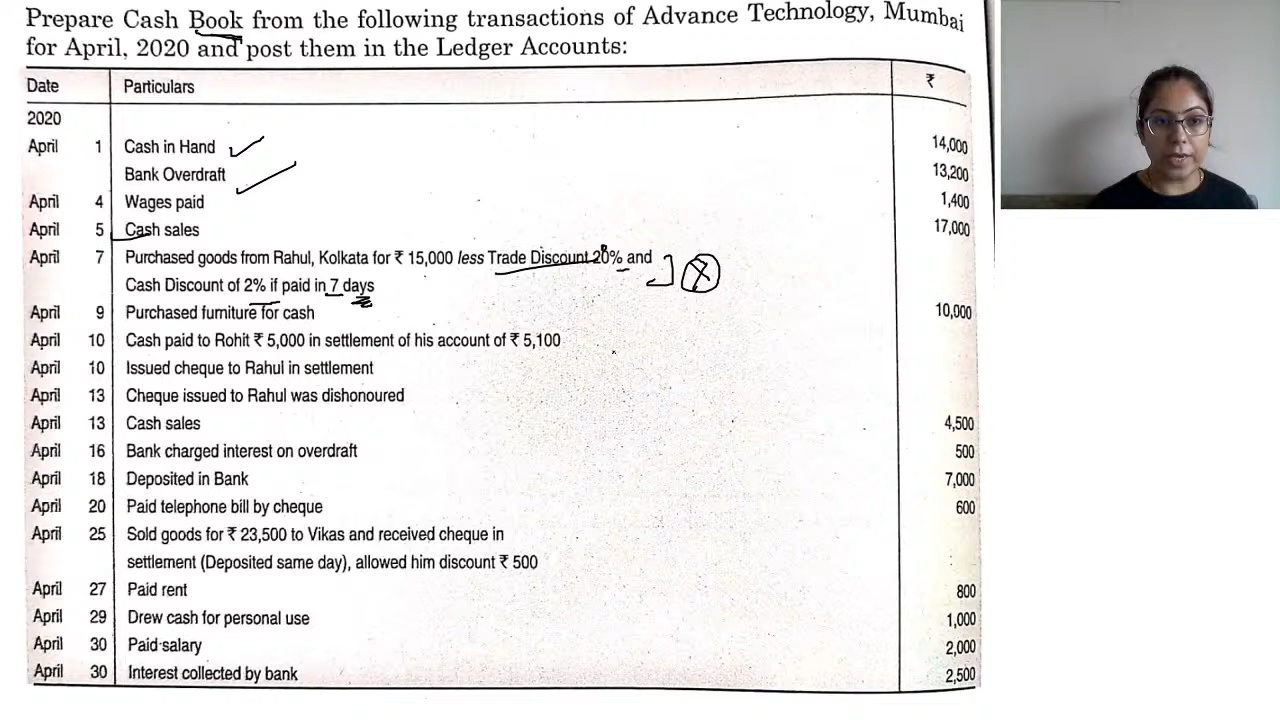 Prepare Cash Book from the following transactions of Advance Technology, Mumbai
for April, 2020 and post them in the Ledger Accounts:
Date Particulars ₹
2020
April 1 Cash in Hand 14,000
Bank Overdraft 13,200
April 4 Wages paid 1,400
April 5 Cash sales 17,000
April 7 Purchased goods from Rahul, Kolkata for ₹ 15,000 less Trade Discount 20% and
Cash Discount of 2% if paid in 7 days
April 9 Purchased furniture for cash 10,000
April 10 Cash paid to Rohit ₹ 5,000 in settlement of his account of ₹ 5,100
April 10 Issued cheque to Rahul in settlement
April 13 Cheque issued to Rahul was dishonoured
April 13 Cash sales 4,500
April 16 Bank charged interest on overdraft 500
April 18 Deposited in Bank 7,000
April 20 Paid telephone bill by cheque 600
April 25 Sold goods for ₹ 23,500 to Vikas and received cheque in
settlement (Deposited same day), allowed him discount ₹ 500
April 27 Paid rent 800
April 29 Drew cash for personal use 1,000
April 30 Paid salary 2,000
April 30 Interest collected by bank 2,500